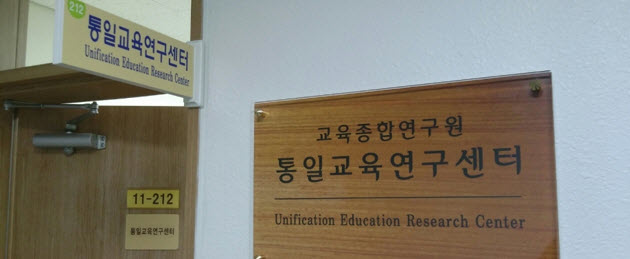 212
통일교육연구센터
Unification Education Research Center
11-212
통일교육연구센터
교육종합연구원
통일교육연구센터
Unification Education Research Center